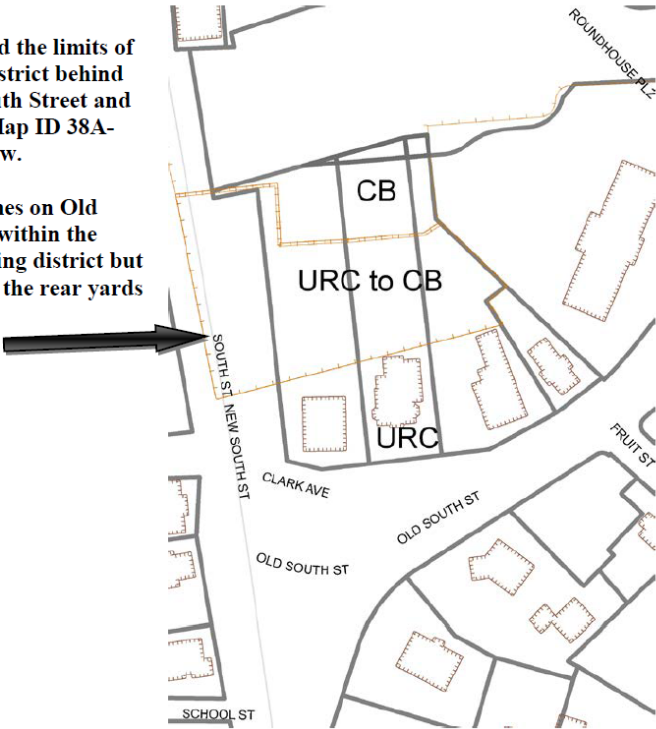 d the limits of
strict behind
th Street and
Map ID 38A-
w.
nes on Old
within the
ing district but
the rear yards
ROUNDHOUSE PLZ
CB
URC to CB
SOUTH ST
NEW SOUTH ST
URC
CLARK AVE
OLD SOUTH ST
FRUIT ST
OLD SOUTH ST
SCHOOL ST